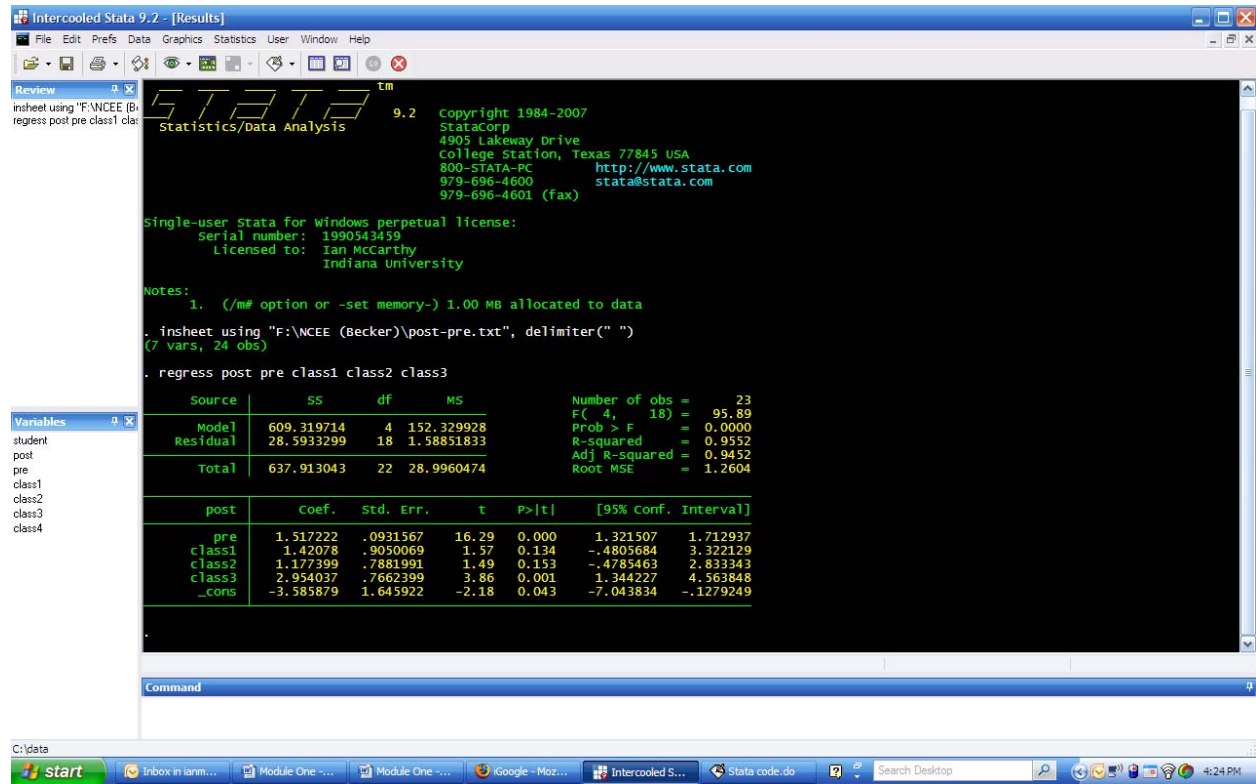 Intercooled Stata 9.2 - [Results]
File Edit Prefs Data Graphics Statistics User Window Help
Review
insheet using "F:\NCEE (B
regress post pre class1 clas
Variables
student
post
pre
class1
class2
class3
class4
STATA tm
9.2 Copyright 1984-2007
Statistics/Data Analysis StataCorp
4905 Lakeway Drive
College Station, Texas 77845 USA
800-STATA-PC http://www.stata.com
979-696-4600 stata@stata.com
979-696-4601 (fax)
Single-user Stata for Windows perpetual license:
Serial number: 1990543459
Licensed to: Ian McCarthy
Indiana University
Notes:
1. (/m# option or -set memory-) 1.00 MB allocated to data
. insheet using "F:\NCEE (Becker)\post-pre.txt", delimiter(" ")
(7 vars, 24 obs)
. regress post pre class1 class2 class3
Source | SS df MS Number of obs = 23
F( 4, 18) = 95.89
Model | 609.319714 4 152.329928 Prob > F = 0.0000
Residual | 28.5933299 18 1.58851833 R-squared = 0.9552
Adj R-squared = 0.9452
Total | 637.913043 22 28.9960474 Root MSE = 1.2604
post | Coef. Std. Err. t P>|t| [95% Conf. Interval]
pre | 1.517222 .0931567 16.29 0.000 1.321507 1.712937
class1 | 1.42078 .9050069 1.57 0.134 -.4805684 3.322129
class2 | 1.177399 .7881991 1.49 0.153 -.4785463 2.833343
class3 | 2.954037 .7662399 3.86 0.001 1.344227 4.563848
_cons | -3.585879 1.645922 -2.18 0.043 -7.043834 -.1279249
.
Command
C:\data
start Inbox in ianm... Module One -... Module One -... iGoogle - Moz... Intercooled S... Stata code.do Search Desktop 4:24 PM